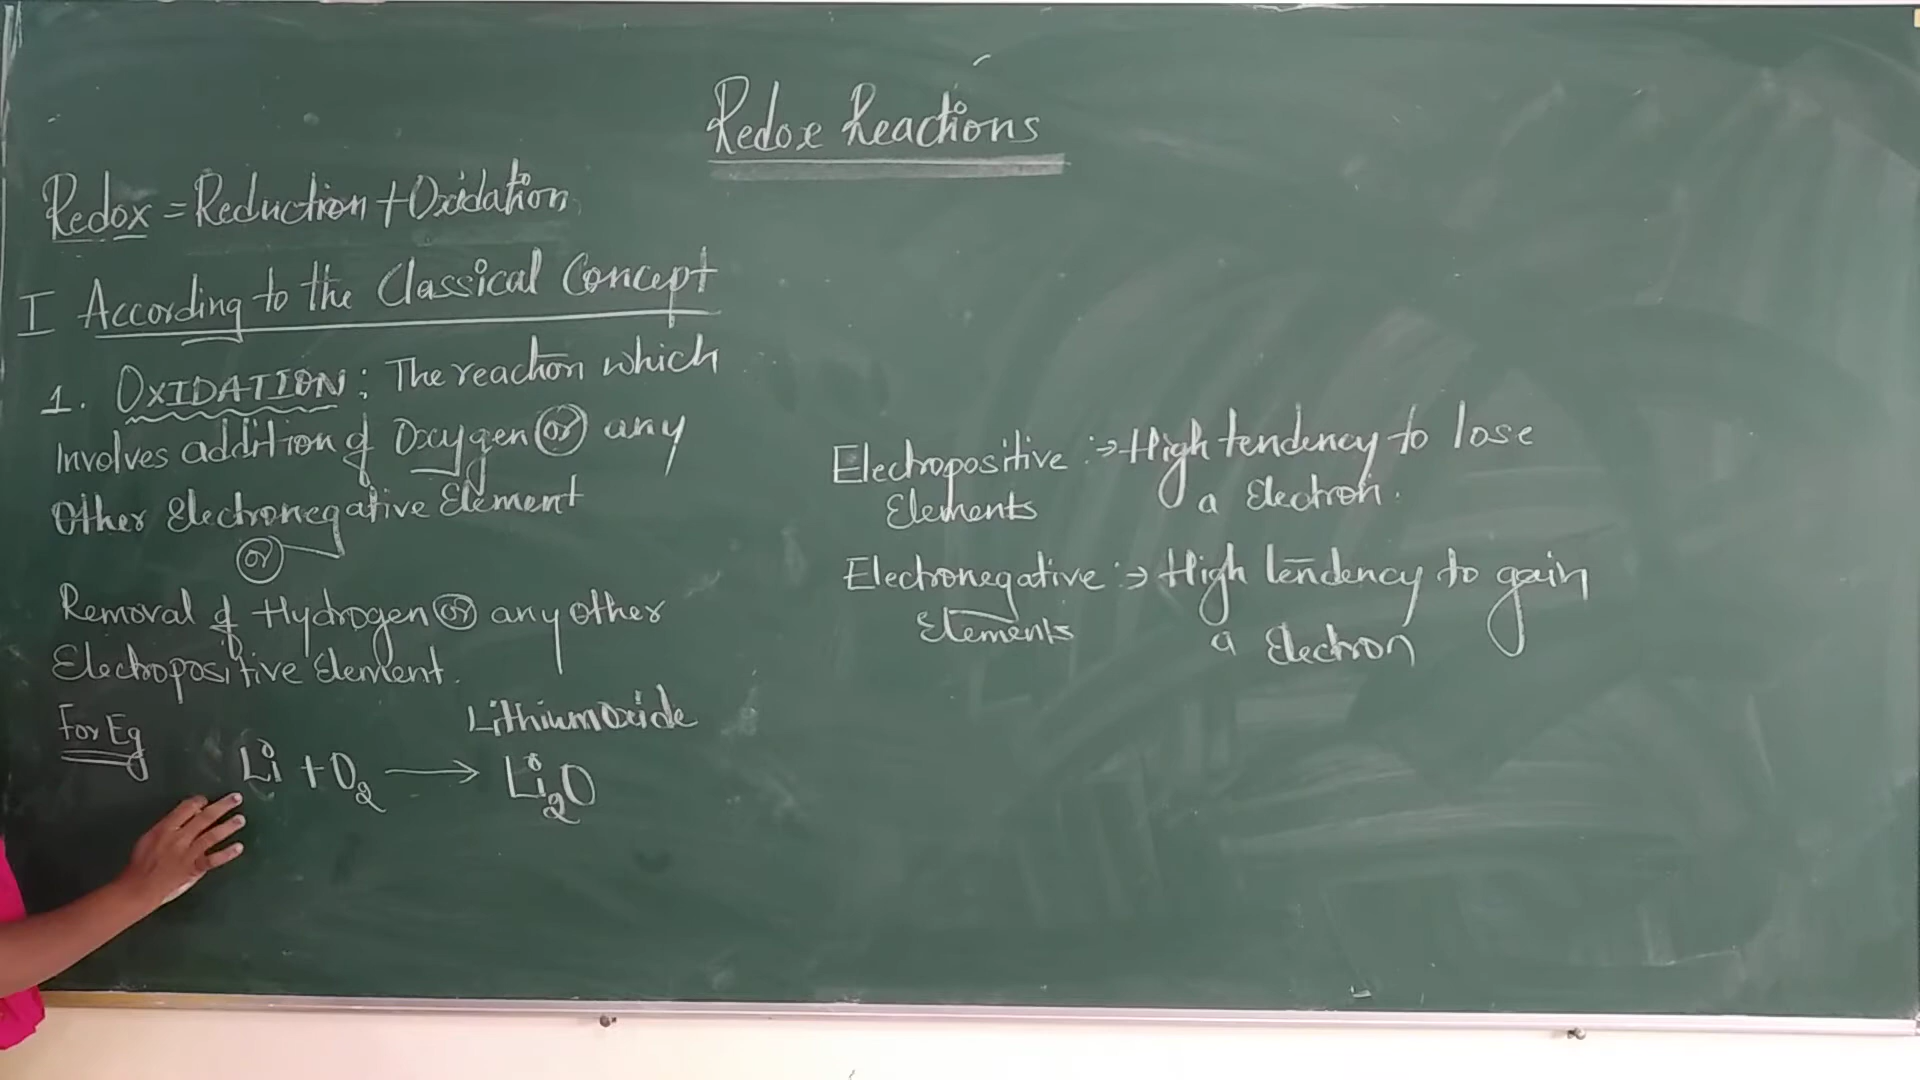 Redox Reactions
Redox = Reduction + Oxidation
I According to the Classical Concept
1. OXIDATION : The reaction which
Involves addition of Oxygen (or) any
Other Electronegative Element
(or)
Removal of Hydrogen (or) any other
Electropositive Element.
For Eg
Lithium Oxide
Li + O₂ ⟶ Li₂O
Electropositive :→ High tendency to lose
Elements a Electron.
Electronegative :→ High tendency to gain
Elements a Electron